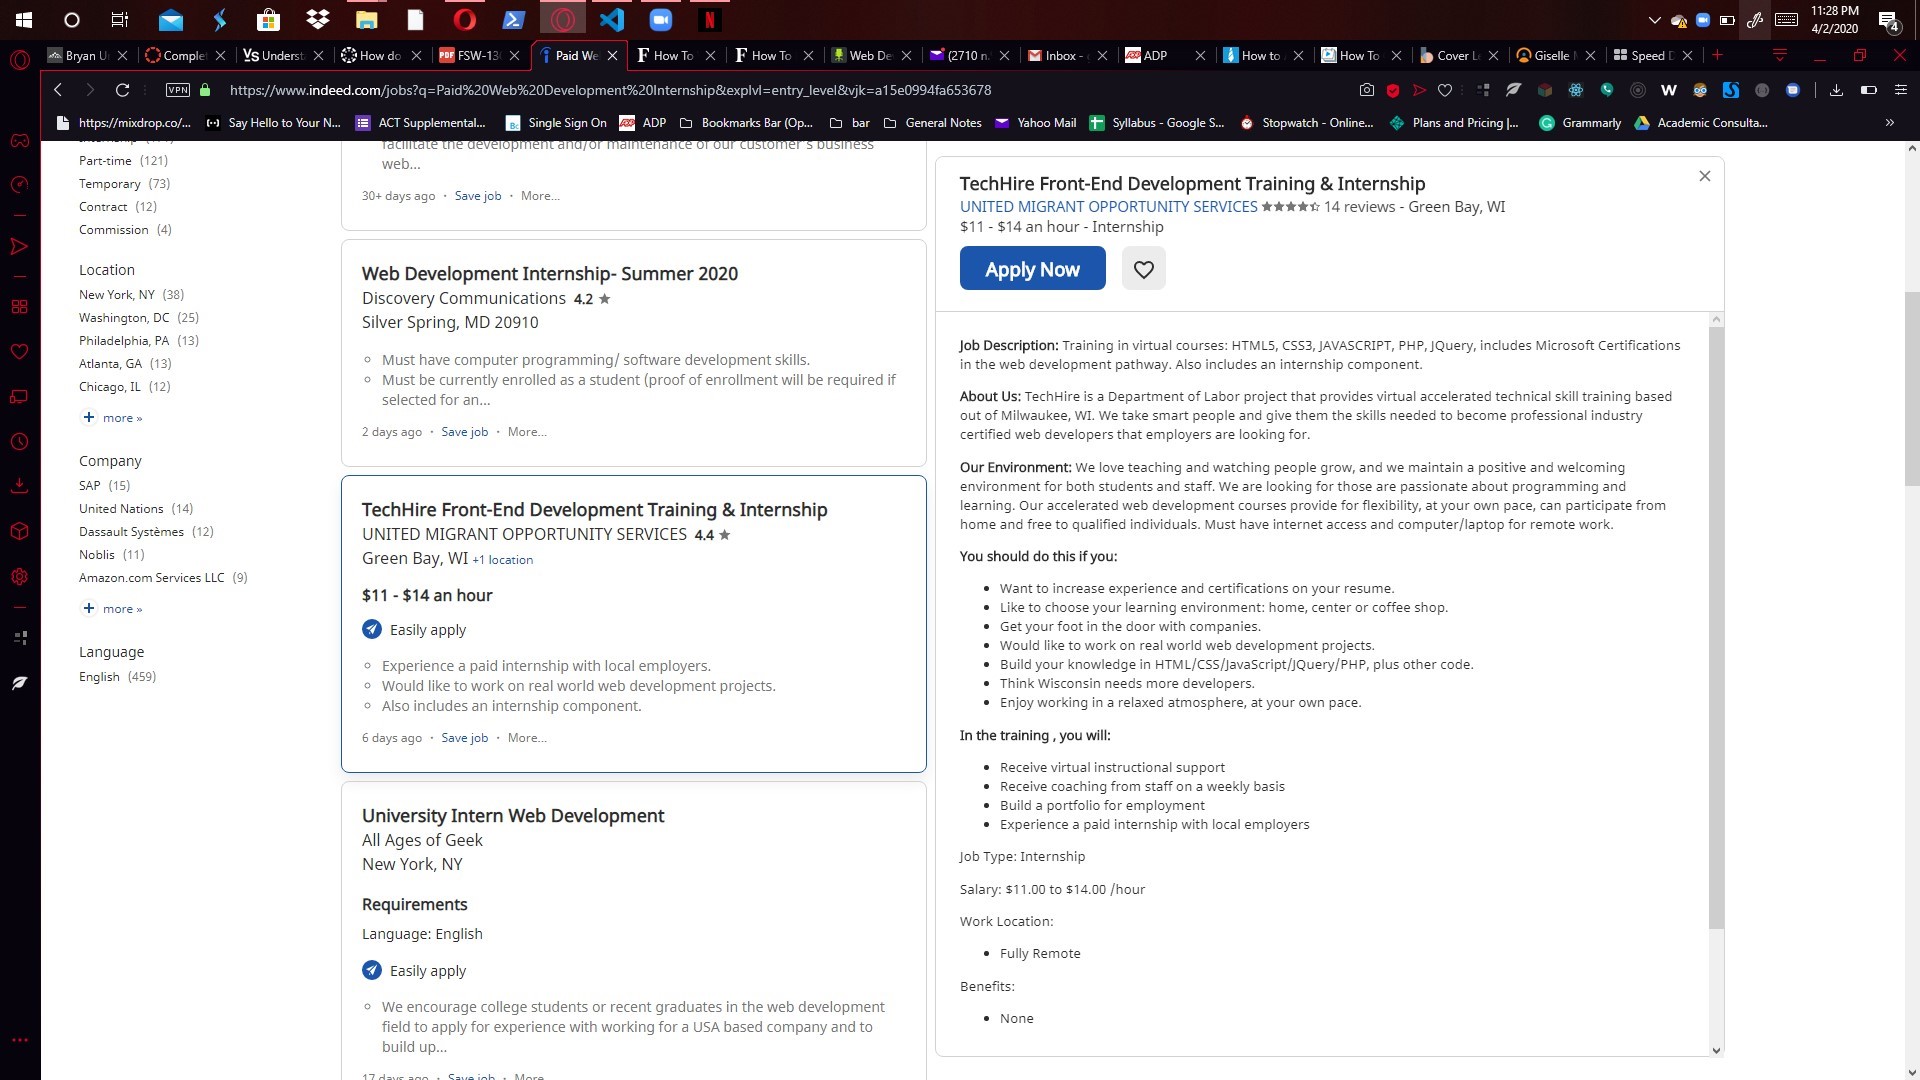 11:28 PM
4/2/2020
4
Bryan U
Complet
Vs Underst
How do
PDF FSW-13
Paid We
F How To
F How To
Web De
(2710 n
Inbox -
ADP
How to
How To
Cover L
Giselle
Speed D
VPN
https://www.indeed.com/jobs?q=Paid%20Web%20Development%20Internship&explvl=entry_level&vjk=a15e0994fa653678
https://mixdrop.co/...
Say Hello to Your N...
ACT Supplemental...
Single Sign On
ADP
Bookmarks Bar (Op...
bar
General Notes
Yahoo Mail
Syllabus - Google S...
Stopwatch - Online...
Plans and Pricing |...
Grammarly
Academic Consulta...
»
Part-time (121)
Temporary (73)
Contract (12)
Commission (4)
Location
New York, NY (38)
Washington, DC (25)
Philadelphia, PA (13)
Atlanta, GA (13)
Chicago, IL (12)
+ more »
Company
SAP (15)
United Nations (14)
Dassault Systèmes (12)
Noblis (11)
Amazon.com Services LLC (9)
+ more »
Language
English (459)
facilitate the development and/or maintenance of our customer's business
web...
30+ days ago · Save job · More...
Web Development Internship- Summer 2020
Discovery Communications 4.2 ★
Silver Spring, MD 20910
Must have computer programming/ software development skills.
Must be currently enrolled as a student (proof of enrollment will be required if
selected for an...
2 days ago · Save job · More...
TechHire Front-End Development Training & Internship
UNITED MIGRANT OPPORTUNITY SERVICES 4.4 ★
Green Bay, WI +1 location
$11 - $14 an hour
Easily apply
Experience a paid internship with local employers.
Would like to work on real world web development projects.
Also includes an internship component.
6 days ago · Save job · More...
University Intern Web Development
All Ages of Geek
New York, NY
Requirements
Language: English
Easily apply
We encourage college students or recent graduates in the web development
field to apply for experience with working for a USA based company and to
build up...
17 days ago · Save job · More...
TechHire Front-End Development Training & Internship
UNITED MIGRANT OPPORTUNITY SERVICES 14 reviews - Green Bay, WI
$11 - $14 an hour - Internship
Apply Now
Job Description: Training in virtual courses: HTML5, CSS3, JAVASCRIPT, PHP, JQuery, includes Microsoft Certifications
in the web development pathway. Also includes an internship component.
About Us: TechHire is a Department of Labor project that provides virtual accelerated technical skill training based
out of Milwaukee, WI. We take smart people and give them the skills needed to become professional industry
certified web developers that employers are looking for.
Our Environment: We love teaching and watching people grow, and we maintain a positive and welcoming
environment for both students and staff. We are looking for those are passionate about programming and
learning. Our accelerated web development courses provide for flexibility, at your own pace, can participate from
home and free to qualified individuals. Must have internet access and computer/laptop for remote work.
You should do this if you:
Want to increase experience and certifications on your resume.
Like to choose your learning environment: home, center or coffee shop.
Get your foot in the door with companies.
Would like to work on real world web development projects.
Build your knowledge in HTML/CSS/JavaScript/JQuery/PHP, plus other code.
Think Wisconsin needs more developers.
Enjoy working in a relaxed atmosphere, at your own pace.
In the training , you will:
Receive virtual instructional support
Receive coaching from staff on a weekly basis
Build a portfolio for employment
Experience a paid internship with local employers
Job Type: Internship
Salary: $11.00 to $14.00 /hour
Work Location:
Fully Remote
Benefits:
None